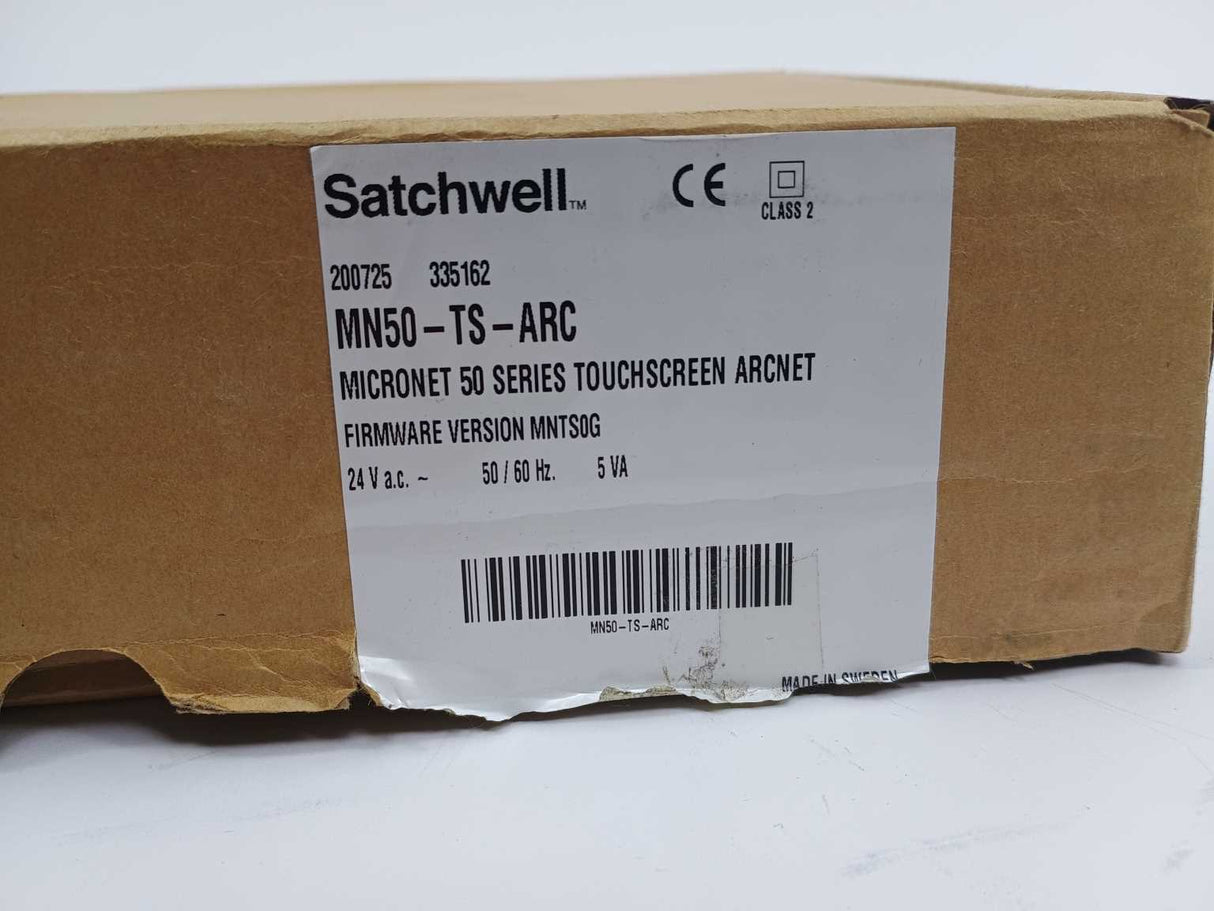 Satchwell™ CE
CLASS 2
200725 335162
MN50-TS-ARC
MICRONET 50 SERIES TOUCHSCREEN ARCNET
FIRMWARE VERSION MNTS0G
24 V a.c. ~ 50 / 60 Hz. 5 VA
MN50-TS-ARC
MADE IN SWEDEN